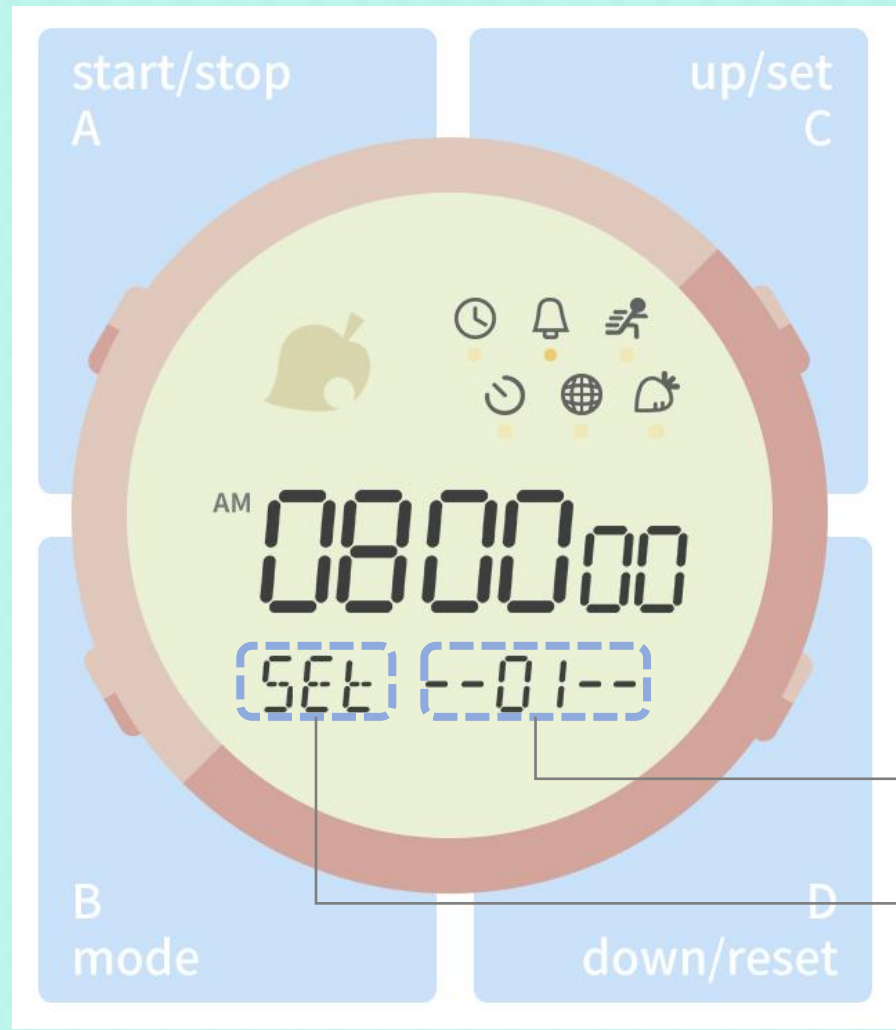 start/stop
A
up/set
C
AM 080000
SEt --01--
B
mode
D
down/reset